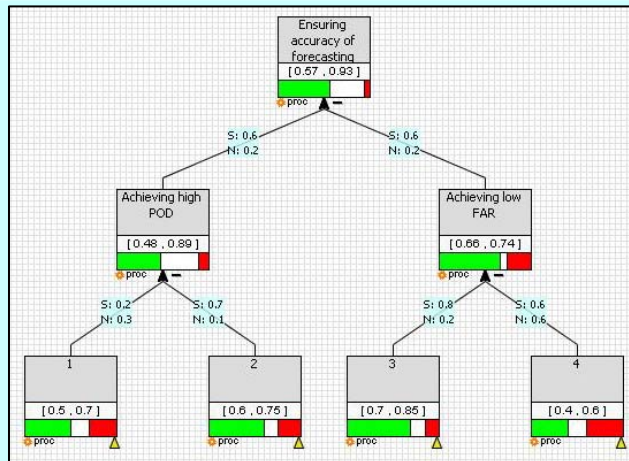 Ensuring
accuracy of
forecasting
[ 0.57 , 0.93 ]
proc
S: 0.6
N: 0.2
S: 0.6
N: 0.2
Achieving high
POD
[ 0.48 , 0.89 ]
proc
Achieving low
FAR
[ 0.66 , 0.74 ]
proc
S: 0.2
N: 0.3
S: 0.7
N: 0.1
S: 0.8
N: 0.2
S: 0.6
N: 0.6
1
[ 0.5 , 0.7 ]
proc
2
[ 0.6 , 0.75 ]
proc
3
[ 0.7 , 0.85 ]
proc
4
[ 0.4 , 0.6 ]
proc